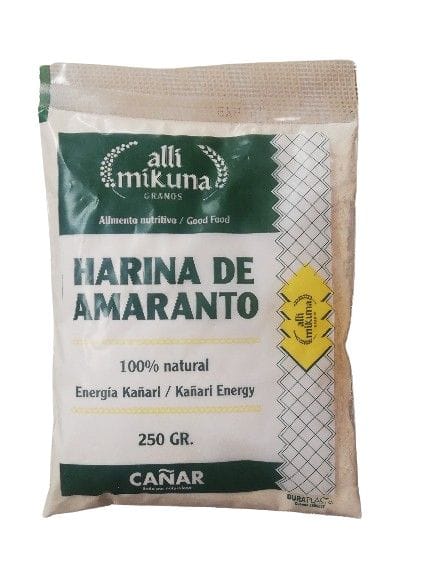 alli
mikuna
GRANOS
Alimento nutritivo / Good Food
HARINA DE
AMARANTO
alli
mikuna
100% natural
Energía Kañari / Kañari Energy
250 GR.
CAÑAR
DURAPLAC